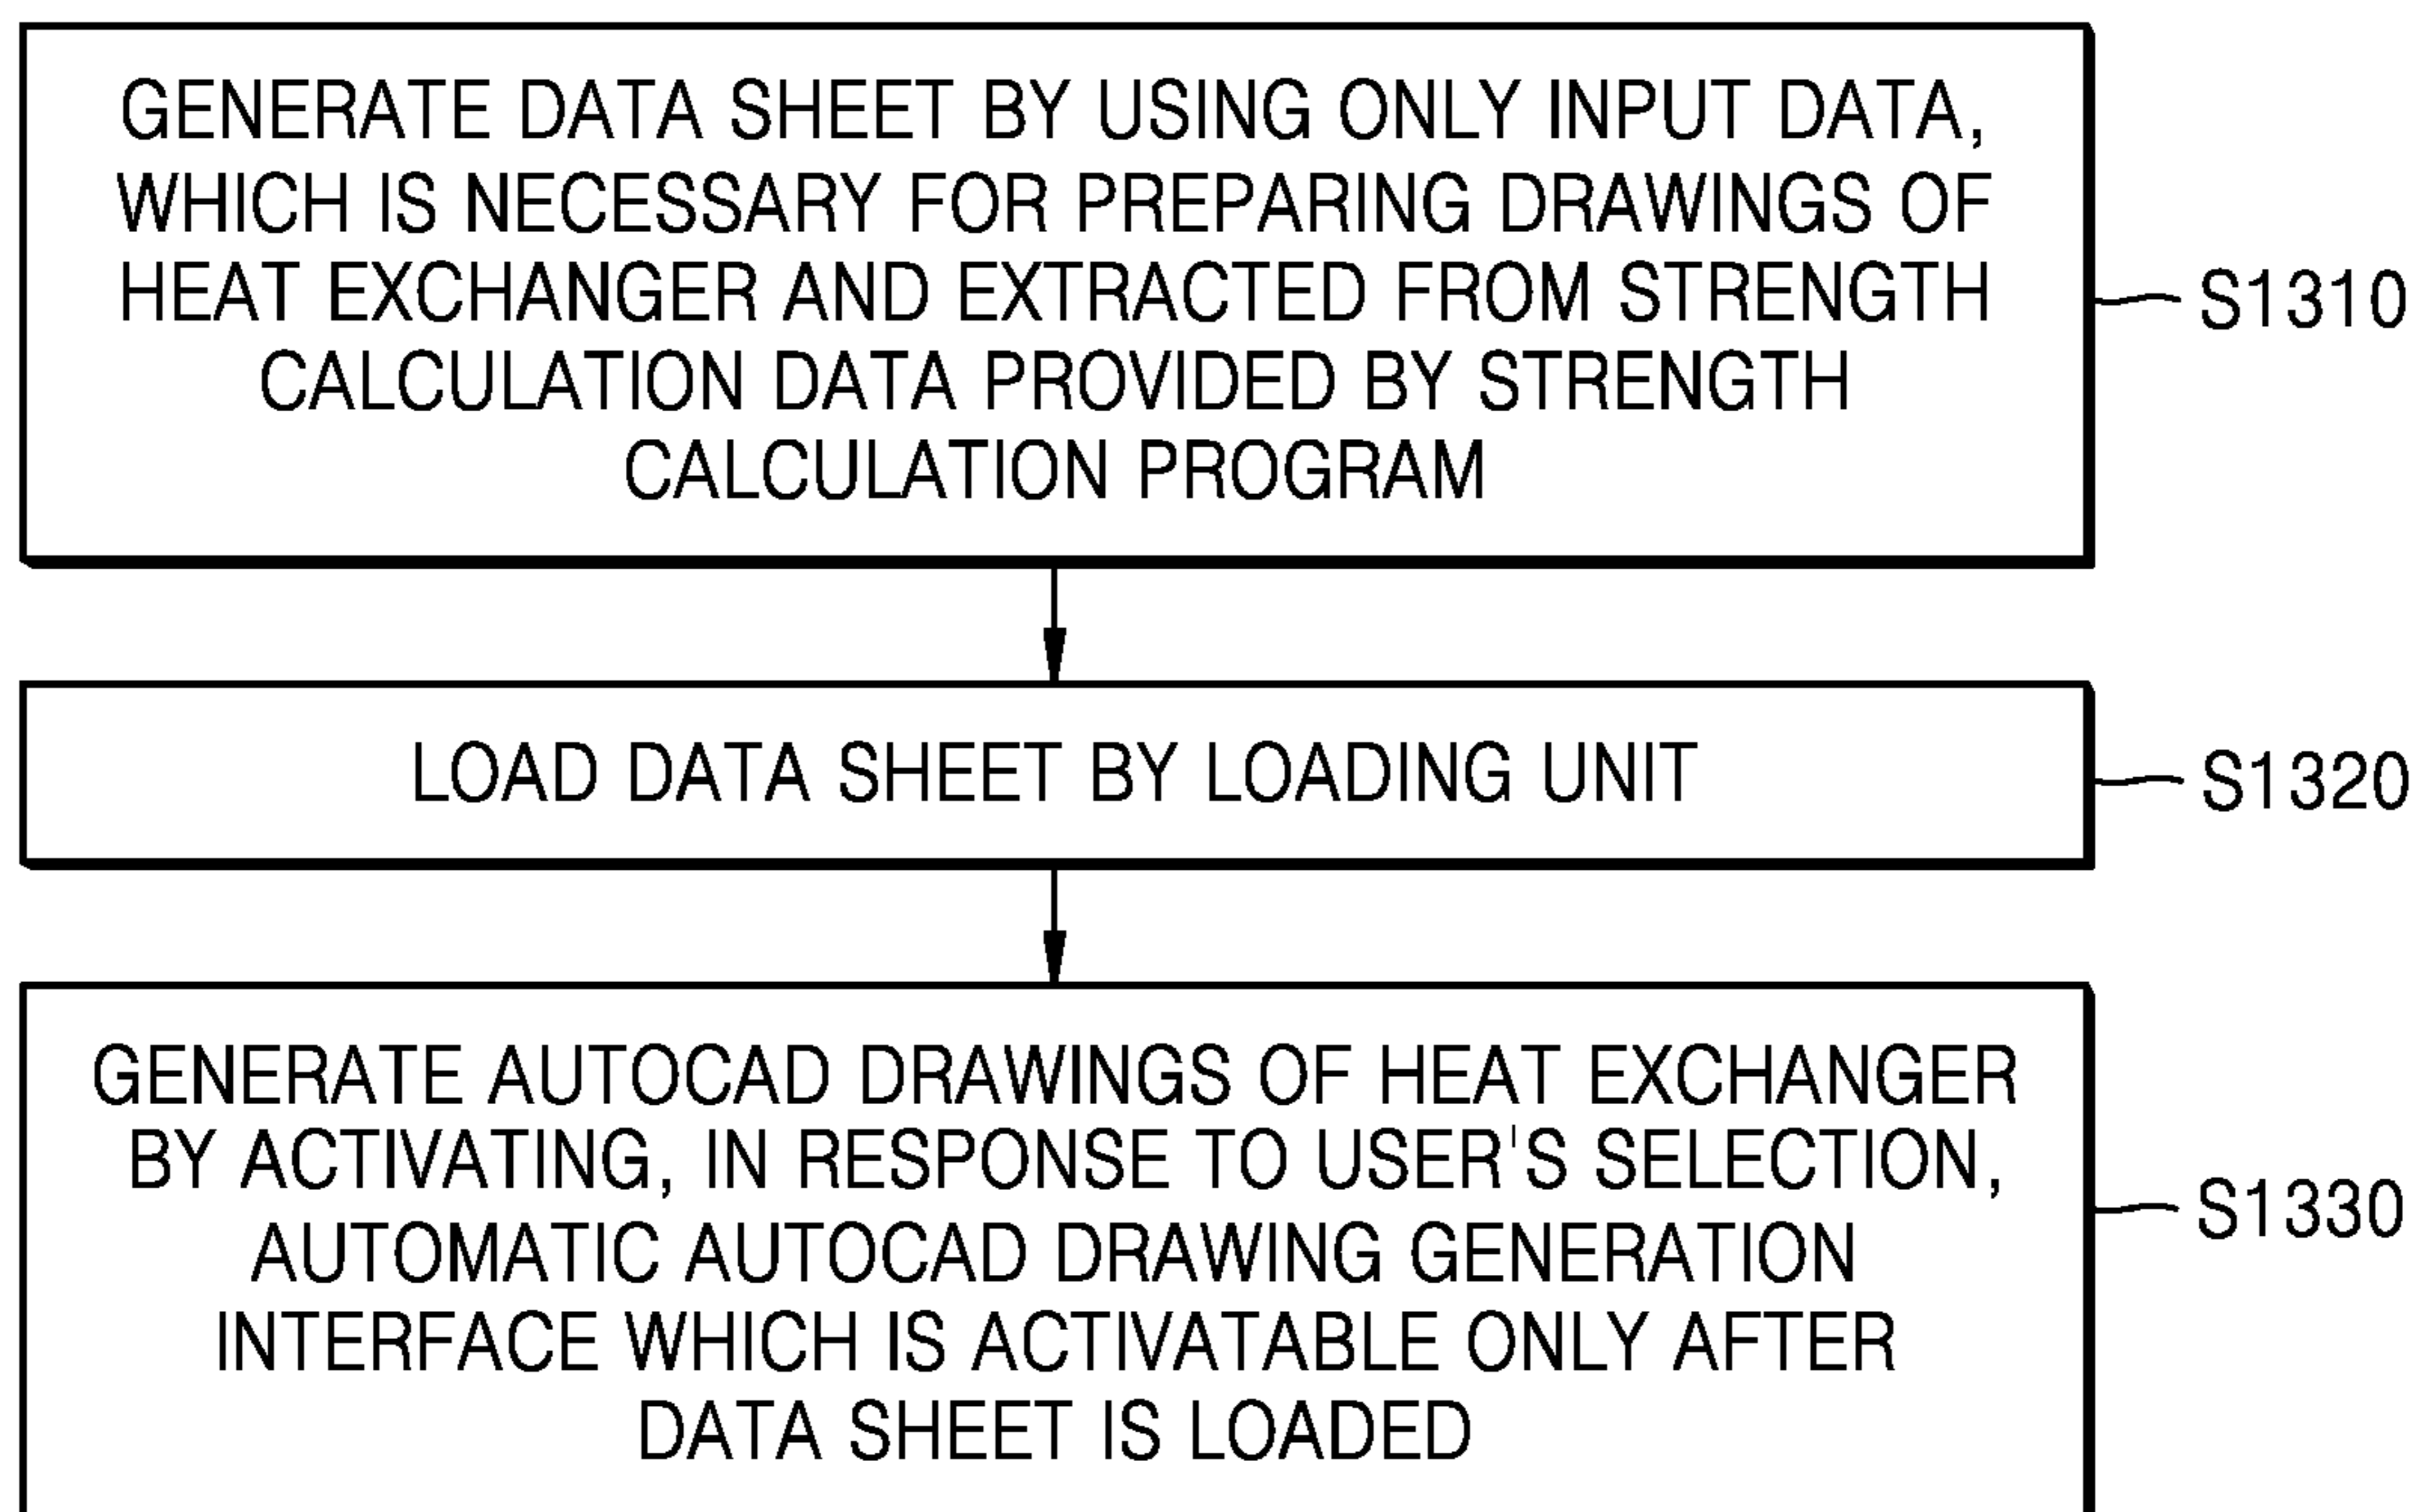 GENERATE DATA SHEET BY USING ONLY INPUT DATA,
WHICH IS NECESSARY FOR PREPARING DRAWINGS OF
HEAT EXCHANGER AND EXTRACTED FROM STRENGTH
CALCULATION DATA PROVIDED BY STRENGTH
CALCULATION PROGRAM
S1310
LOAD DATA SHEET BY LOADING UNIT
S1320
GENERATE AUTOCAD DRAWINGS OF HEAT EXCHANGER
BY ACTIVATING, IN RESPONSE TO USER'S SELECTION,
AUTOMATIC AUTOCAD DRAWING GENERATION
INTERFACE WHICH IS ACTIVATABLE ONLY AFTER
DATA SHEET IS LOADED
S1330